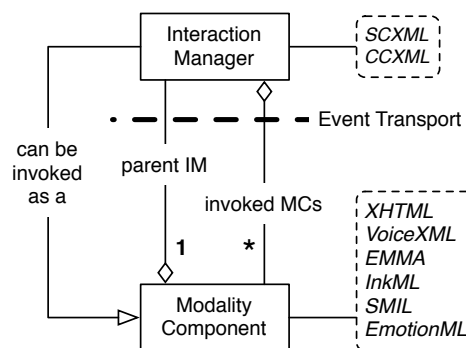 Interaction
Manager
SCXML
CCXML
Event Transport
can be
invoked
as a
parent IM
invoked MCs
1
*
XHTML
VoiceXML
EMMA
InkML
SMIL
EmotionML
Modality
Component